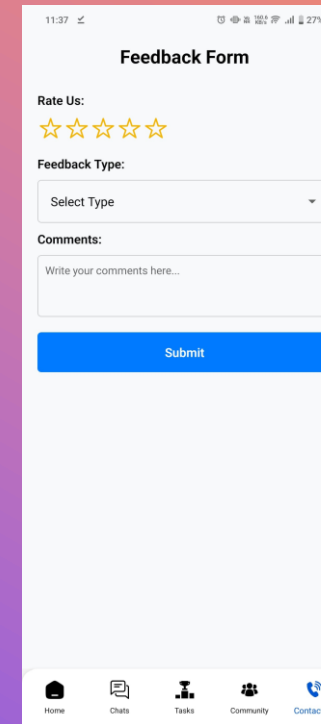 11:37
27%
Feedback Form
Rate Us:
Feedback Type:
Select Type
Comments:
Write your comments here...
Submit
Home Chats Tasks Community Contac